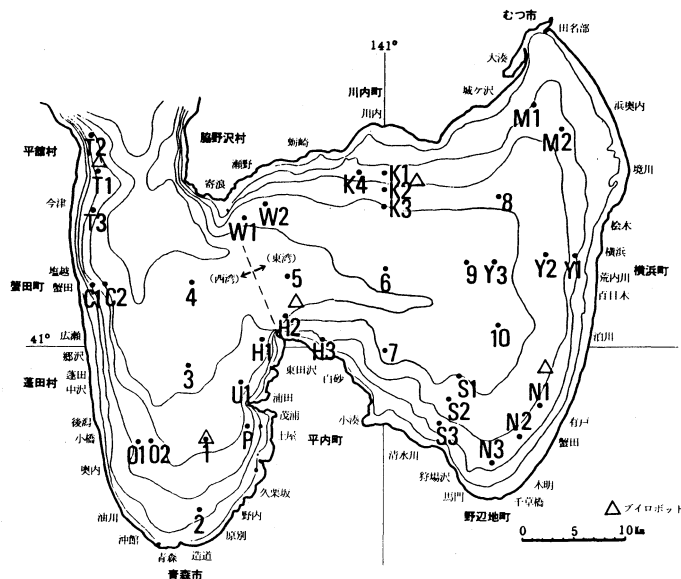 むつ市
田名部
大湊
141°
川内町
城ヶ沢
川内
浜奥内
M1
脇野沢村
蛎崎
M2
T2
平舘村
瀬野
K1
T1
K4
K2
境川
寄浪
K3
8
今津
T3
W2
W1
桧木
横浜
(東湾)
(西湾)
塩越
蟹田町
蟹田
C1
C2
4
5
6
9
Y3
Y2
Y1
横浜町
荒内川
百目木
H2
10
41°
広瀬
H1
H3
7
泊川
郷沢
東田沢
蓬田村
蓬田
3
白砂
中沢
U1
浦田
S1
N1
茂浦
S2
後潟
小橋
O1
O2
1
P
土屋
平内町
小湊
S3
N2
有戸
蟹田
奥内
清水川
N3
狩場沢
木明
久栗坂
馬門
千草橋
油川
2
野内
野辺地町
ブイロボット
沖館
原別
青森
造道
0
5
10 Km
青森市